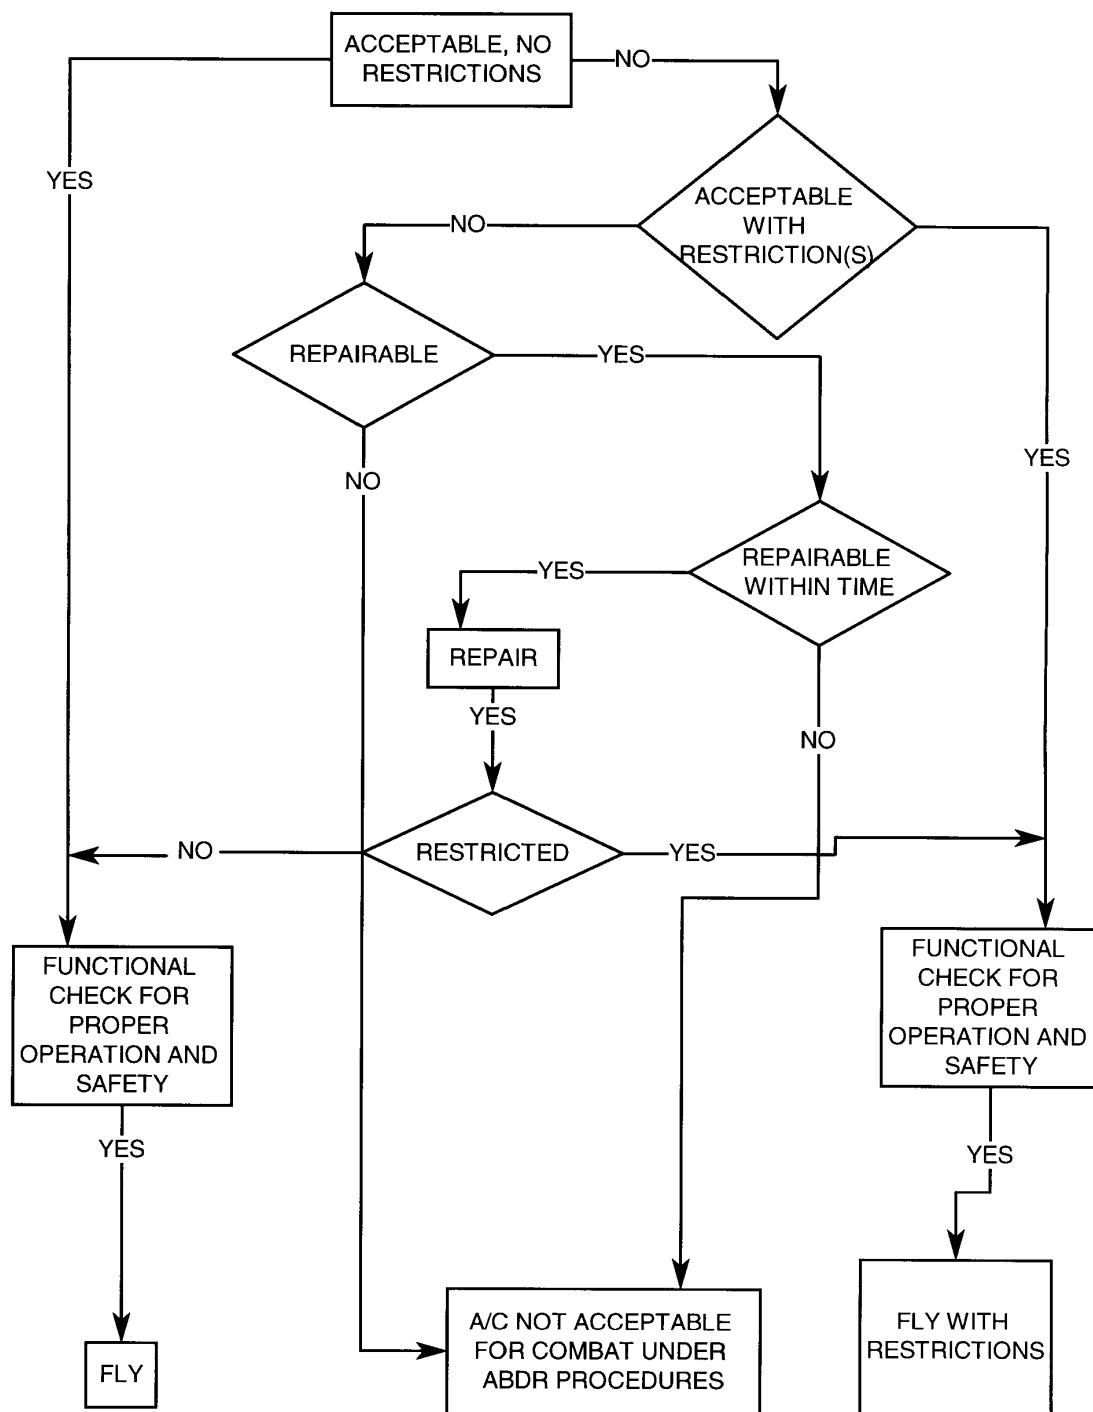 ACCEPTABLE, NO
RESTRICTIONS
NO
YES
ACCEPTABLE
WITH
RESTRICTION(S)
NO
REPAIRABLE
YES
YES
NO
REPAIRABLE
WITHIN TIME
YES
REPAIR
YES
NO
NO
RESTRICTED
YES
FUNCTIONAL
CHECK FOR
PROPER
OPERATION AND
SAFETY
FUNCTIONAL
CHECK FOR
PROPER
OPERATION AND
SAFETY
YES
YES
A/C NOT ACCEPTABLE
FOR COMBAT UNDER
ABDR PROCEDURES
FLY WITH
RESTRICTIONS
FLY